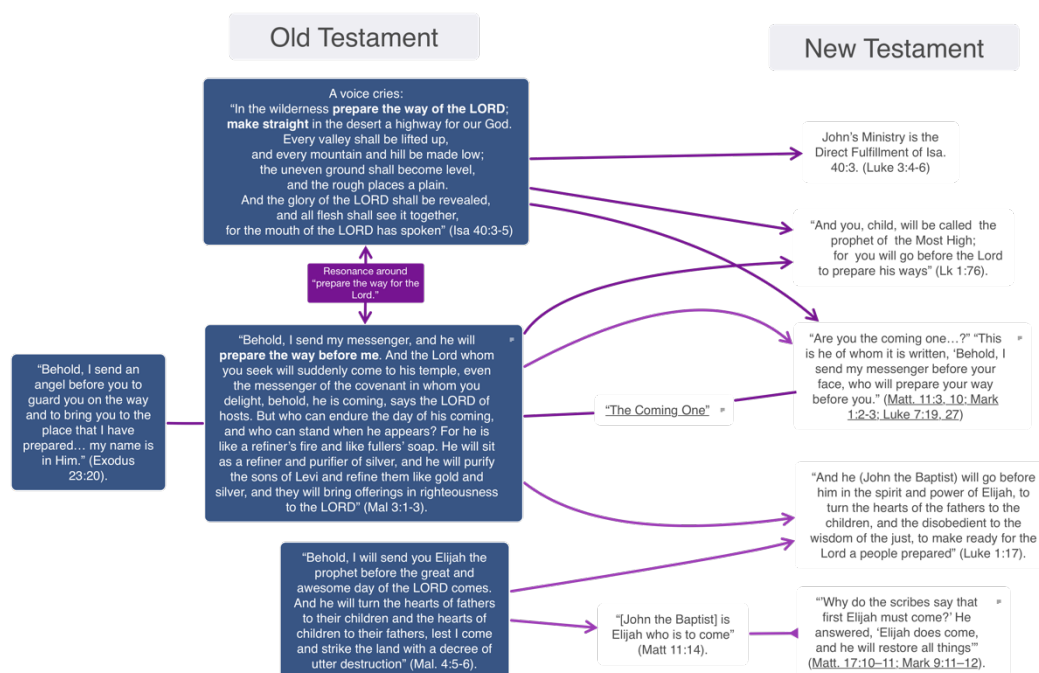 Old Testament
New Testament
A voice cries:
“In the wilderness prepare the way of the LORD;
make straight in the desert a highway for our God.
Every valley shall be lifted up,
and every mountain and hill be made low;
the uneven ground shall become level,
and the rough places a plain.
And the glory of the LORD shall be revealed,
and all flesh shall see it together,
for the mouth of the LORD has spoken” (Isa 40:3-5)
John’s Ministry is the
Direct Fulfillment of Isa.
40:3. (Luke 3:4-6)
“And you, child, will be called the
prophet of the Most High;
for you will go before the Lord
to prepare his ways” (Lk 1:76).
Resonance around
“prepare the way for the
Lord.”
“Behold, I send my messenger, and he will
prepare the way before me. And the Lord whom
you seek will suddenly come to his temple, even
the messenger of the covenant in whom you
delight, behold, he is coming, says the LORD of
hosts. But who can endure the day of his coming,
and who can stand when he appears? For he is
like a refiner’s fire and like fullers’ soap. He will sit
as a refiner and purifier of silver, and he will purify
the sons of Levi and refine them like gold and
silver, and they will bring offerings in righteousness
to the LORD” (Mal 3:1-3).
“Behold, I send an
angel before you to
guard you on the way
and to bring you to the
place that I have
prepared… my name is
in Him.” (Exodus
23:20).
“The Coming One”
“Are you the coming one…?” “This
is he of whom it is written, ‘Behold, I
send my messenger before your
face, who will prepare your way
before you.” (Matt. 11:3, 10; Mark
1:2-3; Luke 7:19, 27)
“And he (John the Baptist) will go before
him in the spirit and power of Elijah, to
turn the hearts of the fathers to the
children, and the disobedient to the
wisdom of the just, to make ready for the
Lord a people prepared” (Luke 1:17).
“Behold, I will send you Elijah the
prophet before the great and
awesome day of the LORD comes.
And he will turn the hearts of fathers
to their children and the hearts of
children to their fathers, lest I come
and strike the land with a decree of
utter destruction” (Mal. 4:5-6).
“[John the Baptist] is
Elijah who is to come”
(Matt 11:14).
“‘Why do the scribes say that
first Elijah must come?’ He
answered, ‘Elijah does come,
and he will restore all things’”
(Matt. 17:10–11; Mark 9:11–12).